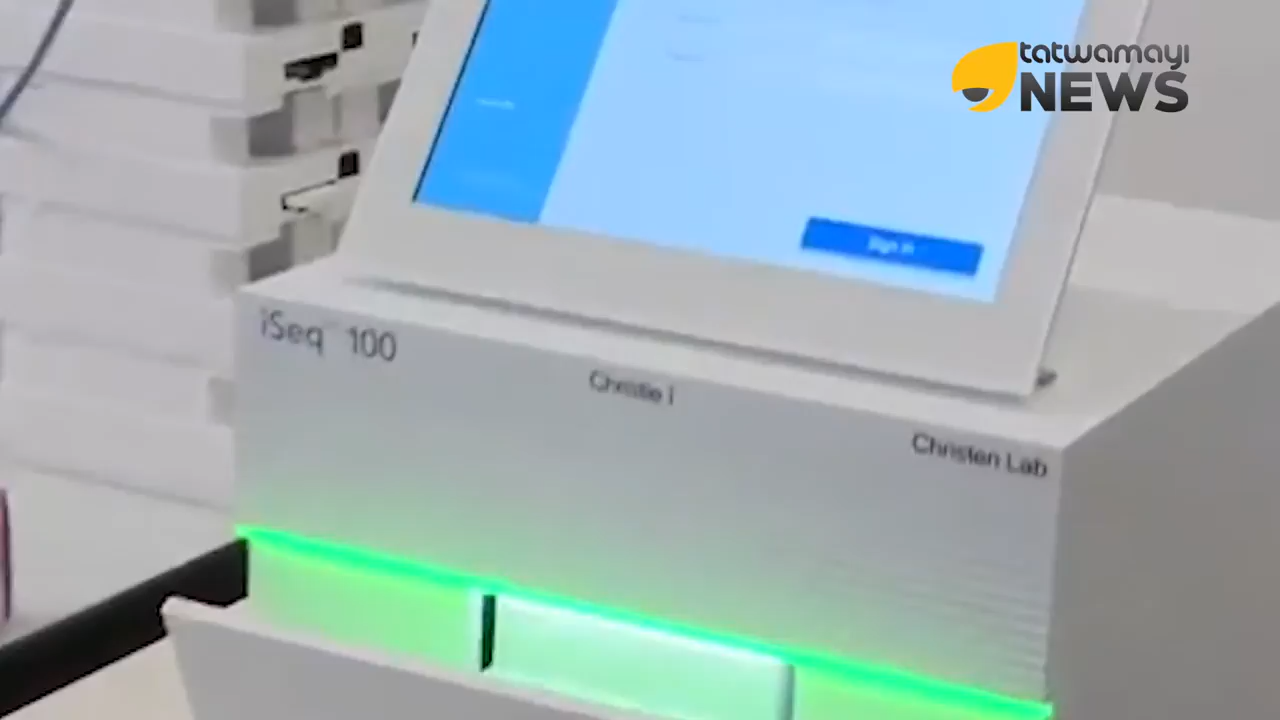 tatwamayi
NEWS
Sign in
iSeq 100
Christie I
Christen Lab